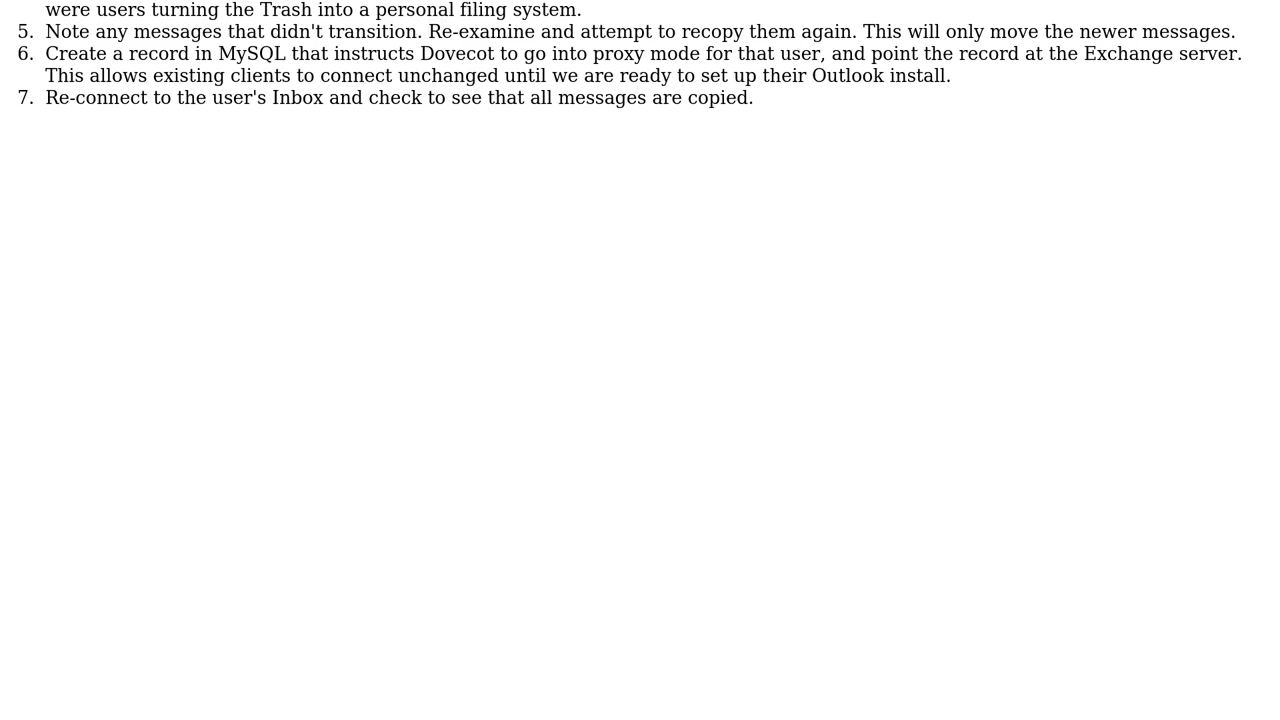 were users turning the Trash into a personal filing system.
5. Note any messages that didn't transition. Re-examine and attempt to recopy them again. This will only move the newer messages.
6. Create a record in MySQL that instructs Dovecot to go into proxy mode for that user, and point the record at the Exchange server.
This allows existing clients to connect unchanged until we are ready to set up their Outlook install.
7. Re-connect to the user's Inbox and check to see that all messages are copied.